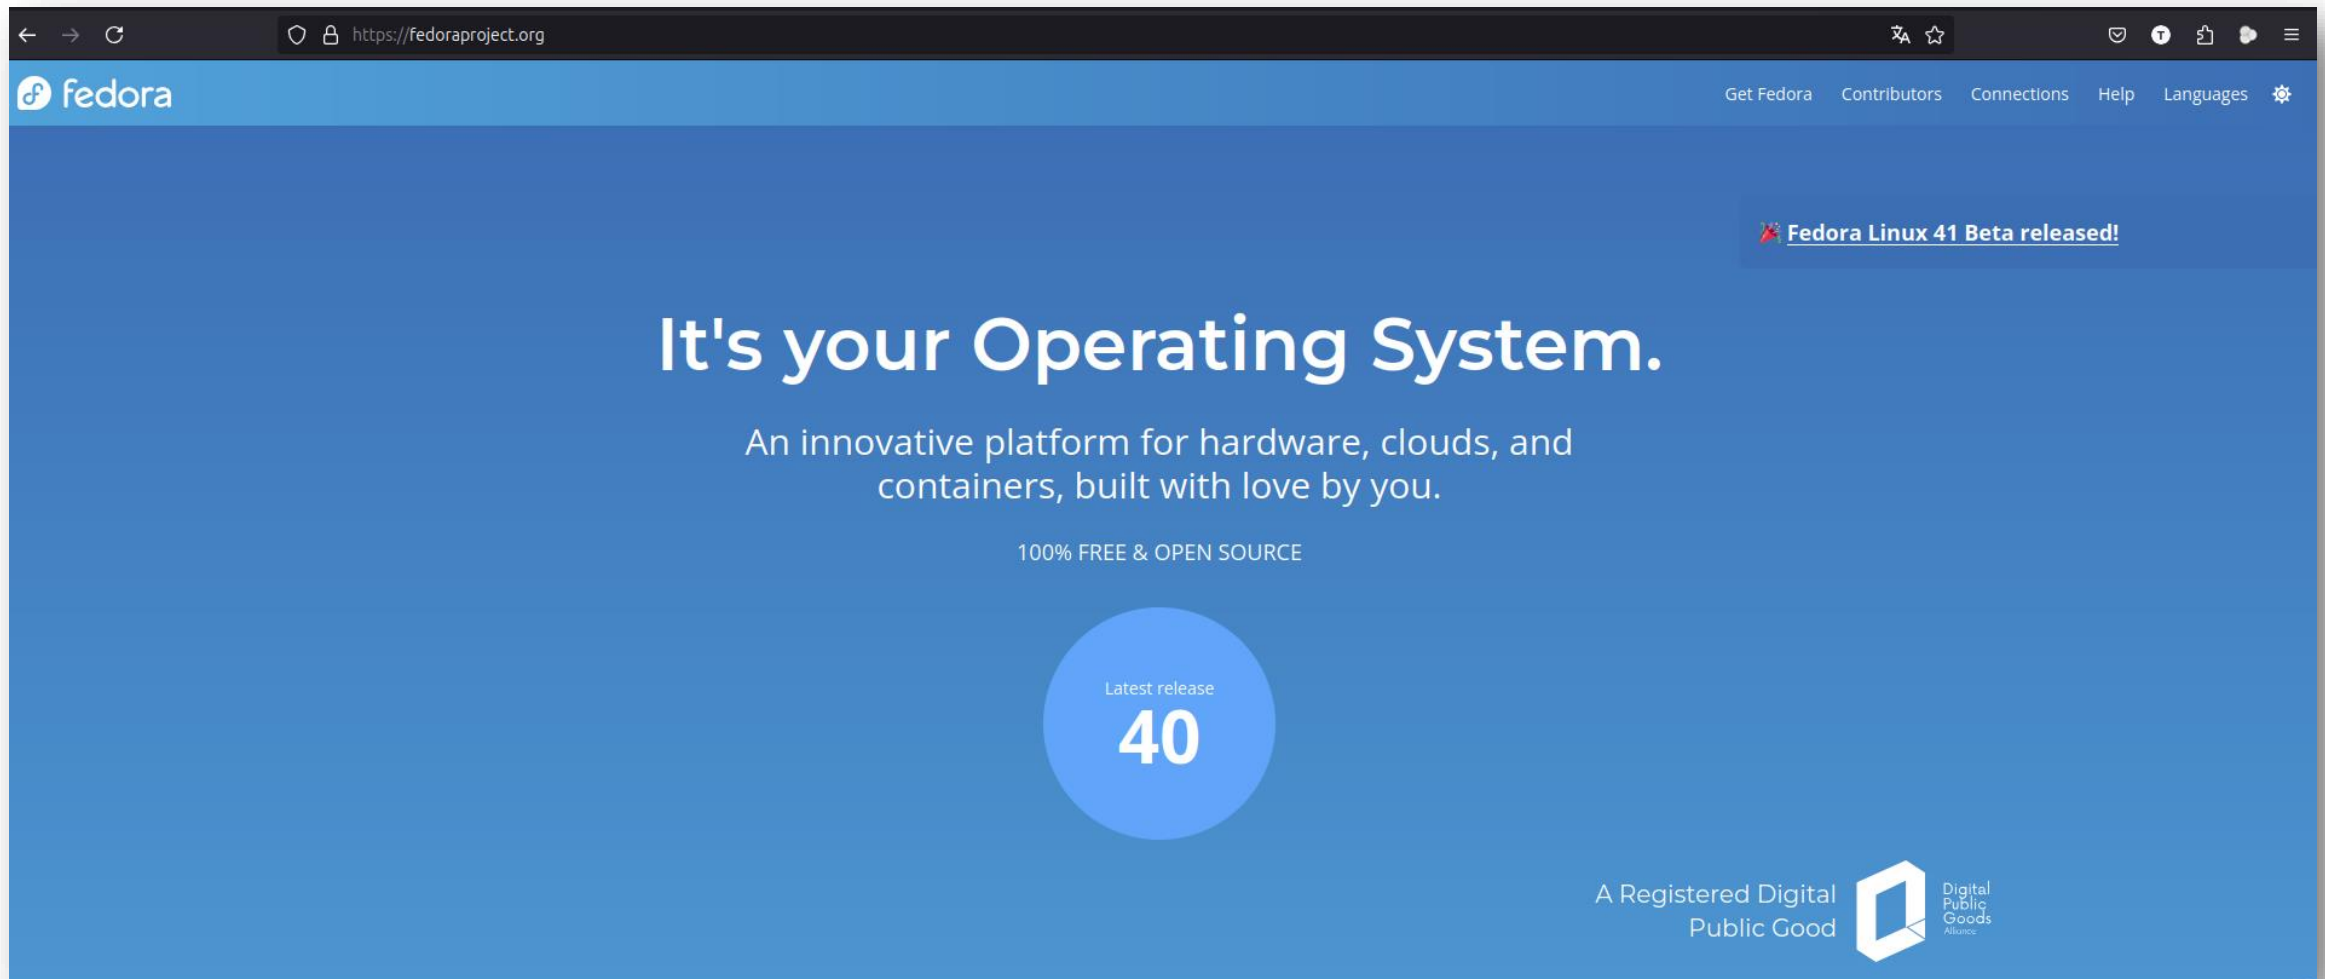 https://fedoraproject.org
fedora
Get Fedora Contributors Connections Help Languages
Fedora Linux 41 Beta released!
It's your Operating System.
An innovative platform for hardware, clouds, and
containers, built with love by you.
100% FREE & OPEN SOURCE
Latest release
40
A Registered Digital
Public Good
Digital
Public
Goods
Alliance